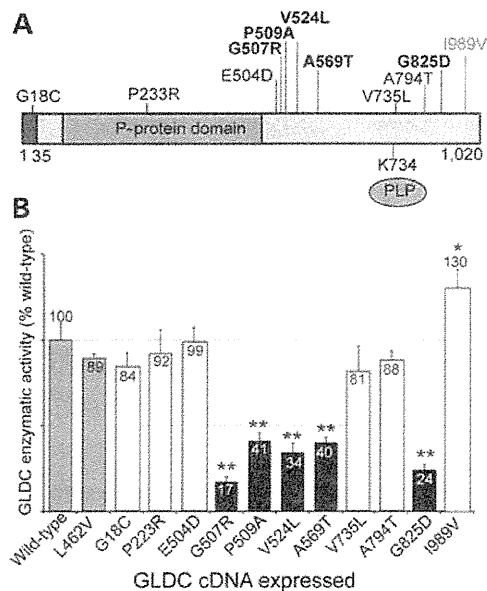 A
V524L
P509A
G507R
I989V
E504D
A569T
G825D
A794T
G18C
P233R
V735L
P-protein domain
1 35
1,020
K734
PLP
B
GLDC enzymatic activity (% wild-type)
100
89
84
92
99
** 17
** 41
** 34
** 40
81
88
** 24
* 130
Wild-type
L462V
G18C
P223R
E504D
G507R
P509A
V524L
A569T
V735L
A794T
G825D
I989V
GLDC cDNA expressed